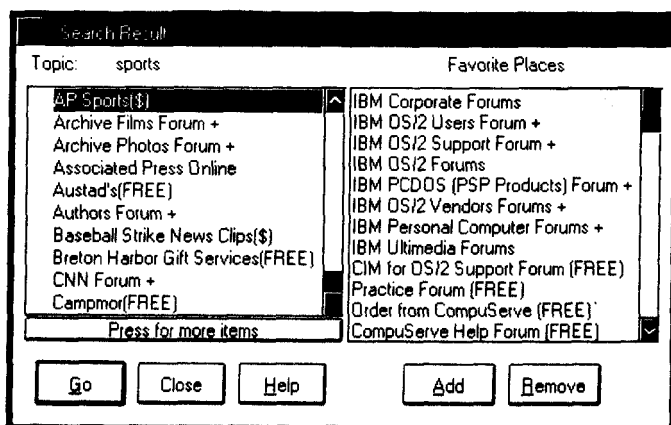 Search Result
Topic: sports
Favorite Places
AP Sports($)
Archive Films Forum +
Archive Photos Forum +
Associated Press Online
Austad's(FREE)
Authors Forum +
Baseball Strike News Clips($)
Breton Harbor Gift Services(FREE)
CNN Forum +
Campmor(FREE)
Press for more items
IBM Corporate Forums
IBM OS/2 Users Forum +
IBM OS/2 Support Forum +
IBM OS/2 Forums
IBM PCDOS (PSP Products) Forum +
IBM OS/2 Vendors Forums +
IBM Personal Computer Forums +
IBM Ultimedia Forums
CIM for OS/2 Support Forum (FREE)
Practice Forum (FREE)
Order from CompuServe (FREE)
CompuServe Help Forum (FREE)
Go
Close
Help
Add
Remove